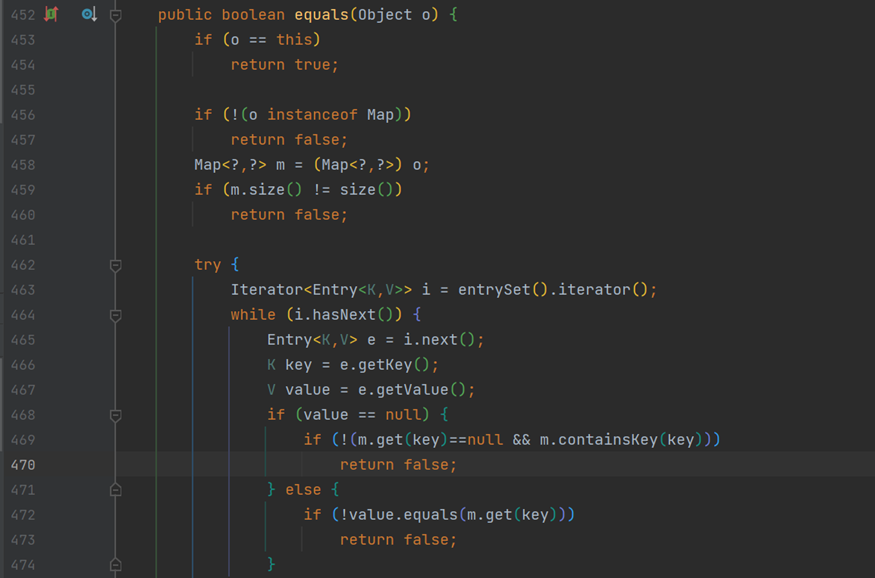 452 public boolean equals(Object o) {
453 if (o == this)
454 return true;
455
456 if (!(o instanceof Map))
457 return false;
458 Map<?,?> m = (Map<?,?>) o;
459 if (m.size() != size())
460 return false;
461
462 try {
463 Iterator<Entry<K,V>> i = entrySet().iterator();
464 while (i.hasNext()) {
465 Entry<K,V> e = i.next();
466 K key = e.getKey();
467 V value = e.getValue();
468 if (value == null) {
469 if (!(m.get(key)==null && m.containsKey(key)))
470 return false;
471 } else {
472 if (!value.equals(m.get(key)))
473 return false;
474 }